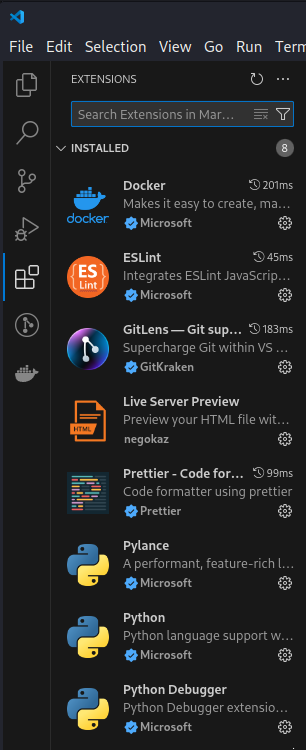 File Edit Selection View Go Run Term
EXTENSIONS
Search Extensions in Mar...
INSTALLED 8
Docker 201ms
docker
Makes it easy to create, ma...
Microsoft
ESLint 45ms
ES
Lint
Integrates ESLint JavaScrip...
Microsoft
GitLens — Git sup... 183ms
Supercharge Git within VS ...
GitKraken
Live Server Preview
HTML
Preview your HTML file wit...
negokaz
Prettier - Code for... 99ms
Code formatter using prettier
Prettier
Pylance
A performant, feature-rich l...
Microsoft
Python
Python language support w...
Microsoft
Python Debugger
Python Debugger extensio...
Microsoft